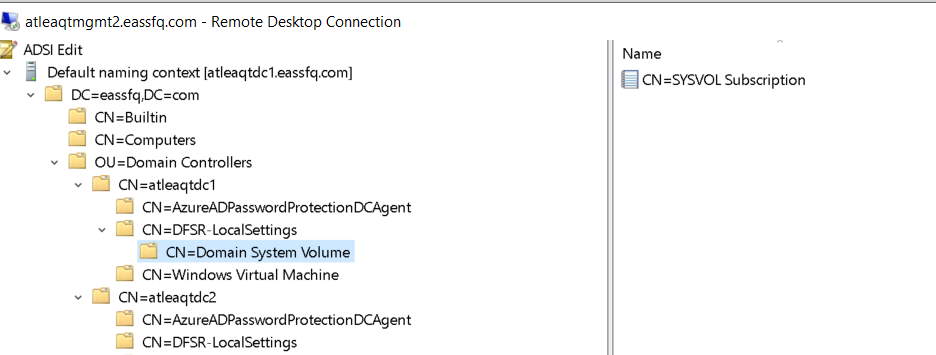 atleaqtmgmt2.eassfq.com - Remote Desktop Connection
ADSI Edit
Default naming context [atleaqtdc1.eassfq.com]
DC=eassfq,DC=com
CN=Builtin
CN=Computers
OU=Domain Controllers
CN=atleaqtdc1
CN=AzureADPasswordProtectionDCAgent
CN=DFSR-LocalSettings
CN=Domain System Volume
CN=Windows Virtual Machine
CN=atleaqtdc2
CN=AzureADPasswordProtectionDCAgent
CN=DFSR-LocalSettings
Name
CN=SYSVOL Subscription